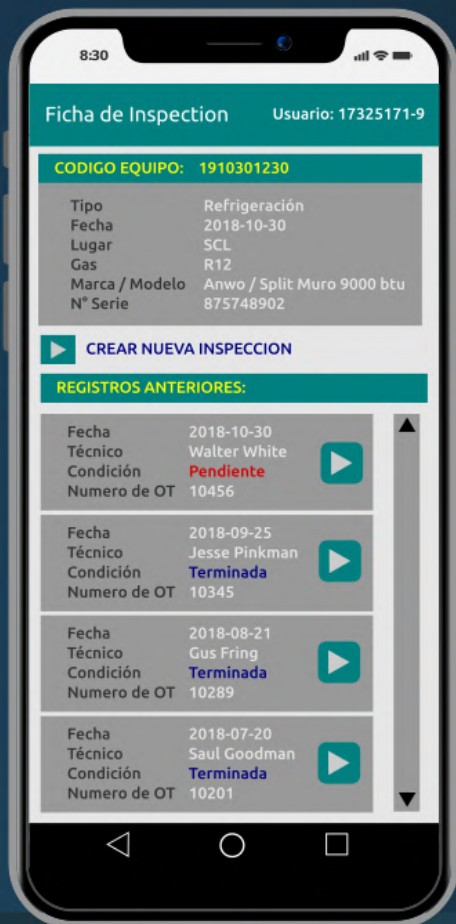 8:30
Ficha de Inspection Usuario: 17325171-9
CODIGO EQUIPO: 1910301230
Tipo Refrigeración
Fecha 2018-10-30
Lugar SCL
Gas R12
Marca / Modelo Anwo / Split Muro 9000 btu
N° Serie 875748902
CREAR NUEVA INSPECCION
REGISTROS ANTERIORES:
Fecha 2018-10-30
Técnico Walter White
Condición Pendiente
Numero de OT 10456
Fecha 2018-09-25
Técnico Jesse Pinkman
Condición Terminada
Numero de OT 10345
Fecha 2018-08-21
Técnico Gus Fring
Condición Terminada
Numero de OT 10289
Fecha 2018-07-20
Técnico Saul Goodman
Condición Terminada
Numero de OT 10201